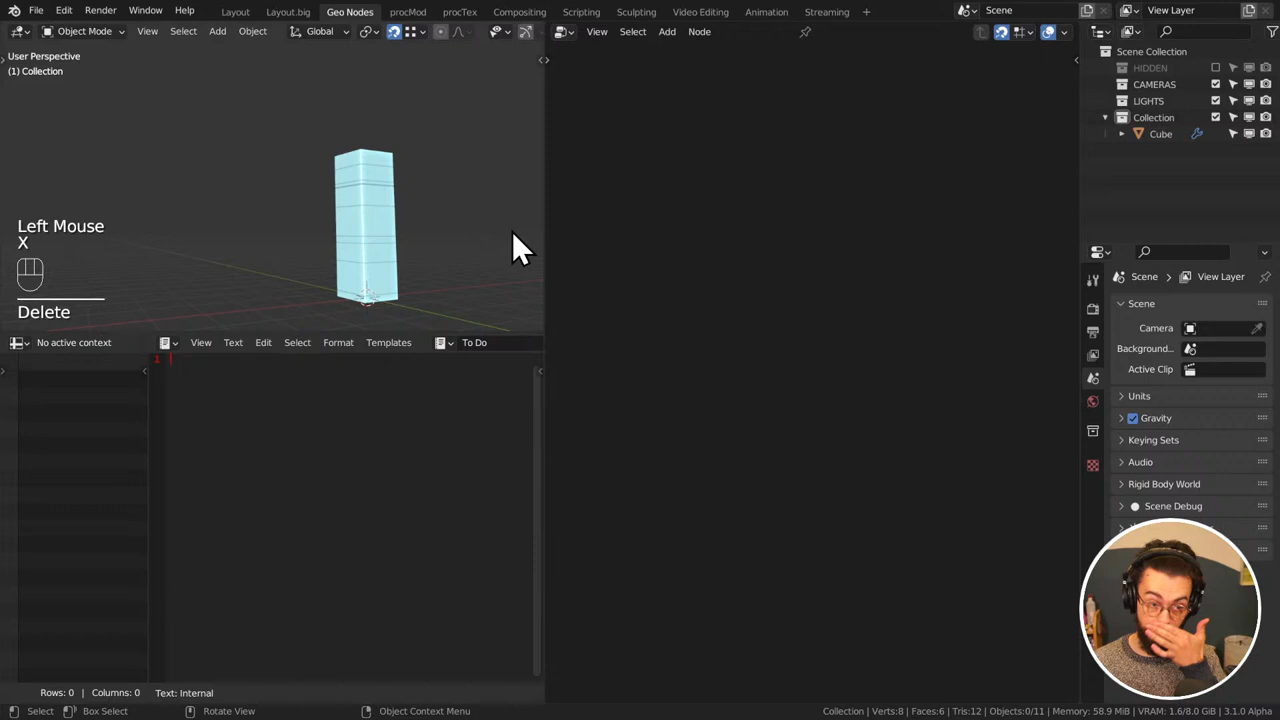 File Edit Render Window Help Layout Layout.big Geo Nodes procMod procTex Compositing Scripting Sculpting Video Editing Animation Streaming + Scene View Layer
Object Mode View Select Add Object Global View Select Add Node
User Perspective
(1) Collection
Scene Collection
HIDDEN
CAMERAS
LIGHTS
Collection
Cube
Left Mouse
X
Delete
Scene View Layer
Scene
Camera
Background...
Active Clip
Units
Gravity
Keying Sets
Audio
Rigid Body World
Scene Debug
No active context View Text Edit Select Format Templates To Do
1
Rows: 0 Columns: 0 Text: Internal
Select Box Select Rotate View Object Context Menu Collection | Verts:8 | Faces:6 | Tris:12 | Objects:0/11 | Memory: 58.9 MiB | VRAM: 1.6/8.0 GiB | 3.1.0 Alpha